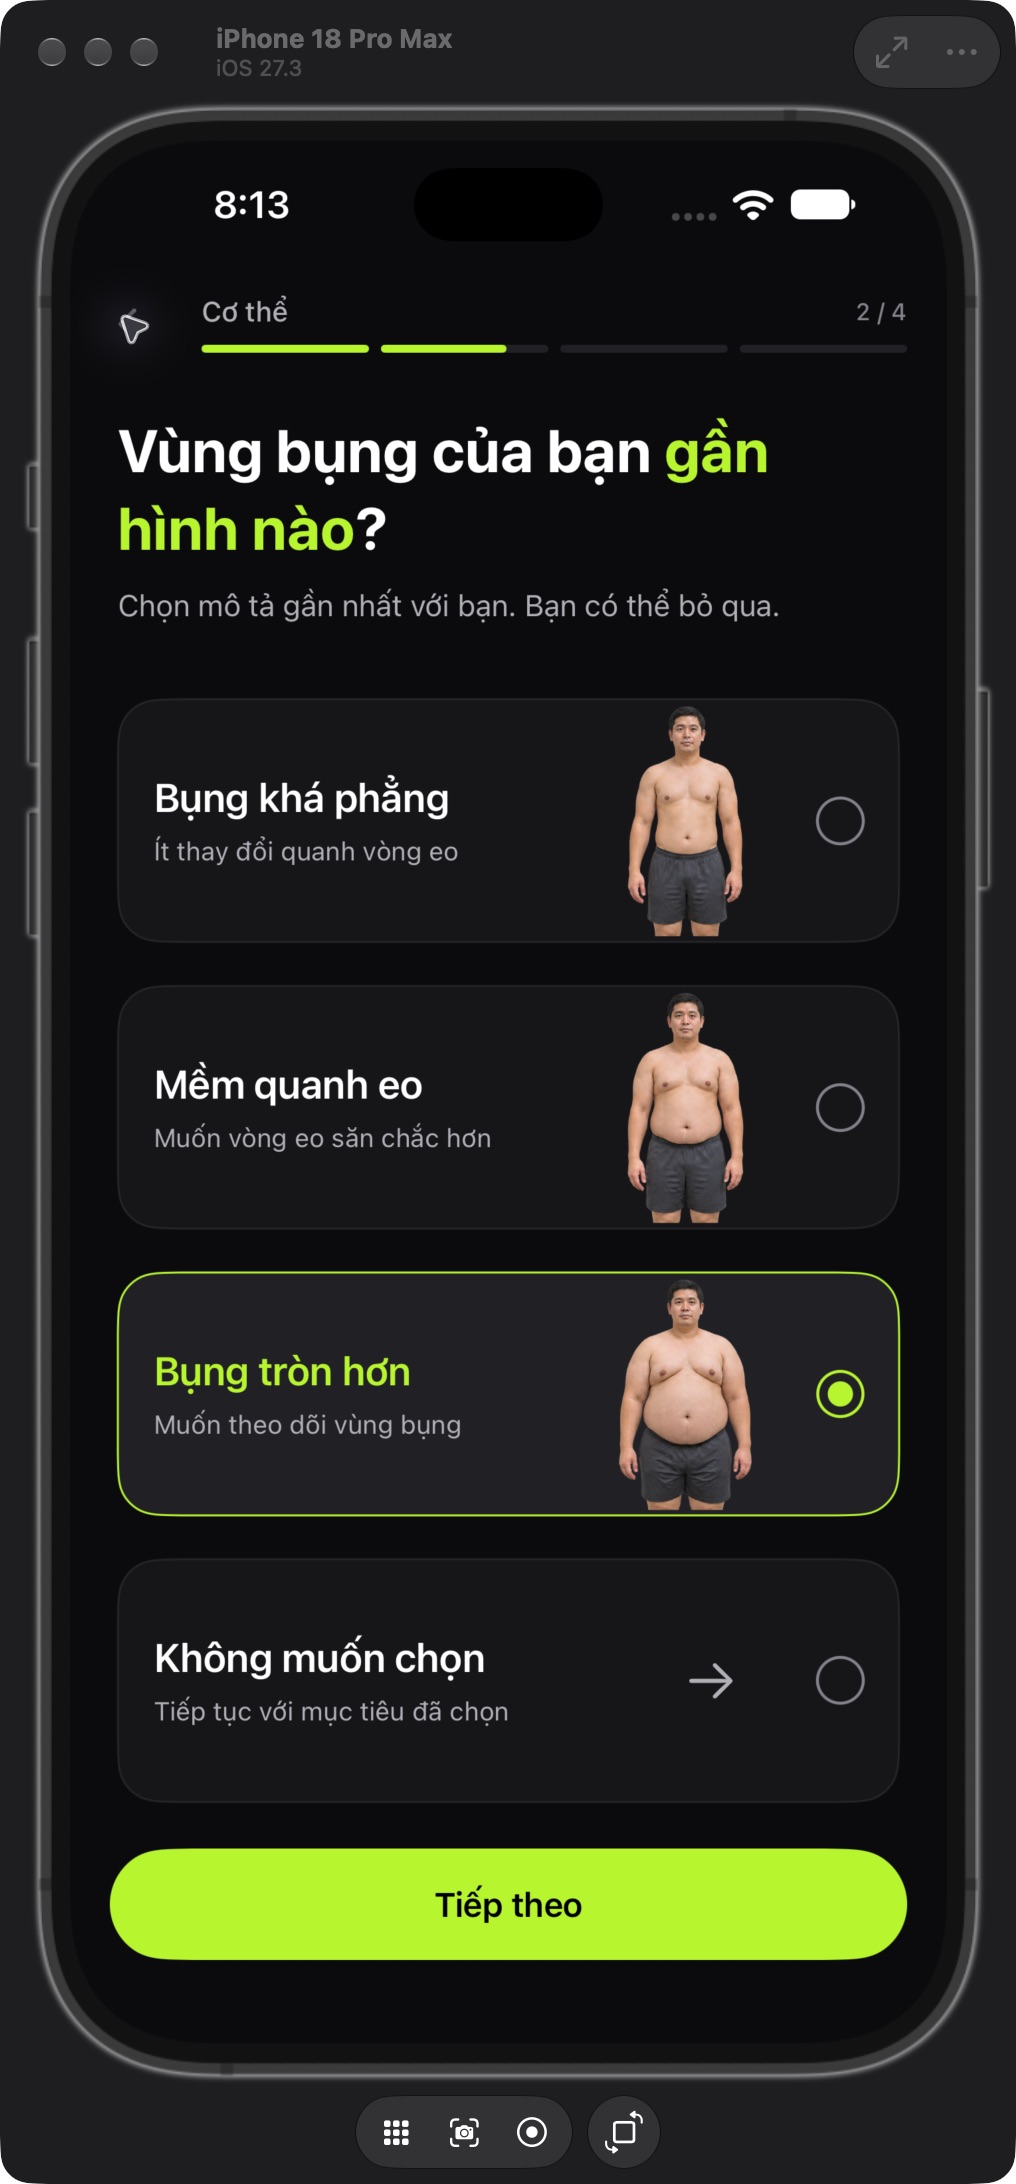 iPhone 18 Pro Max
iOS 27.3
8:13
Cơ thể
2 / 4
Vùng bụng của bạn gần
hình nào?
Chọn mô tả gần nhất với bạn. Bạn có thể bỏ qua.
Bụng khá phẳng
Ít thay đổi quanh vòng eo
Mềm quanh eo
Muốn vòng eo săn chắc hơn
Bụng tròn hơn
Muốn theo dõi vùng bụng
Không muốn chọn
Tiếp tục với mục tiêu đã chọn
Tiếp theo